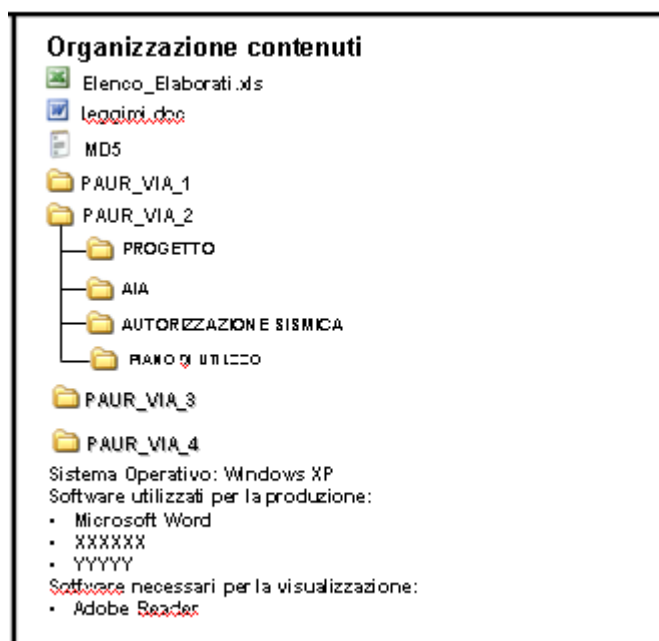 Organizzazione contenuti
Elenco_Elaborati.xls
leggimi.doc
MD5
PAUR_VIA_1
PAUR_VIA_2
PROGETTO
AIA
AUTORIZZAZIONE SISMICA
PIANO DI UTILIZZO
PAUR_VIA_3
PAUR_VIA_4
Sistema Operativo: Windows XP
Software utilizzati per la produzione:
• Microsoft Word
• XXXXXX
• YYYYY
Software necessari per la visualizzazione:
• Adobe Reader